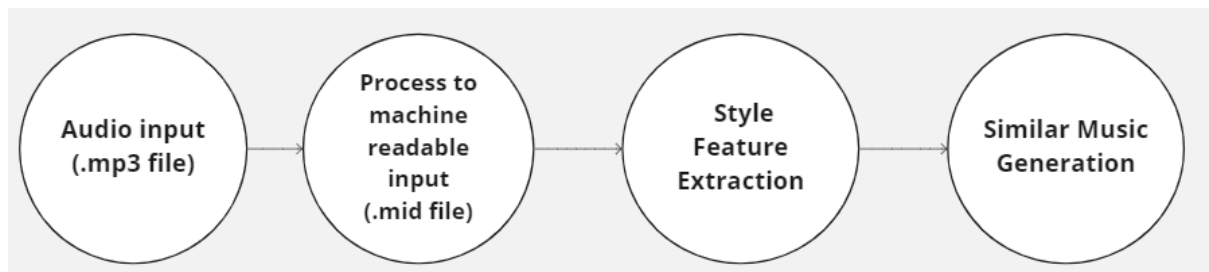 Audio input
(.mp3 file)
Process to
machine
readable
input
(.mid file)
Style
Feature
Extraction
Similar Music
Generation